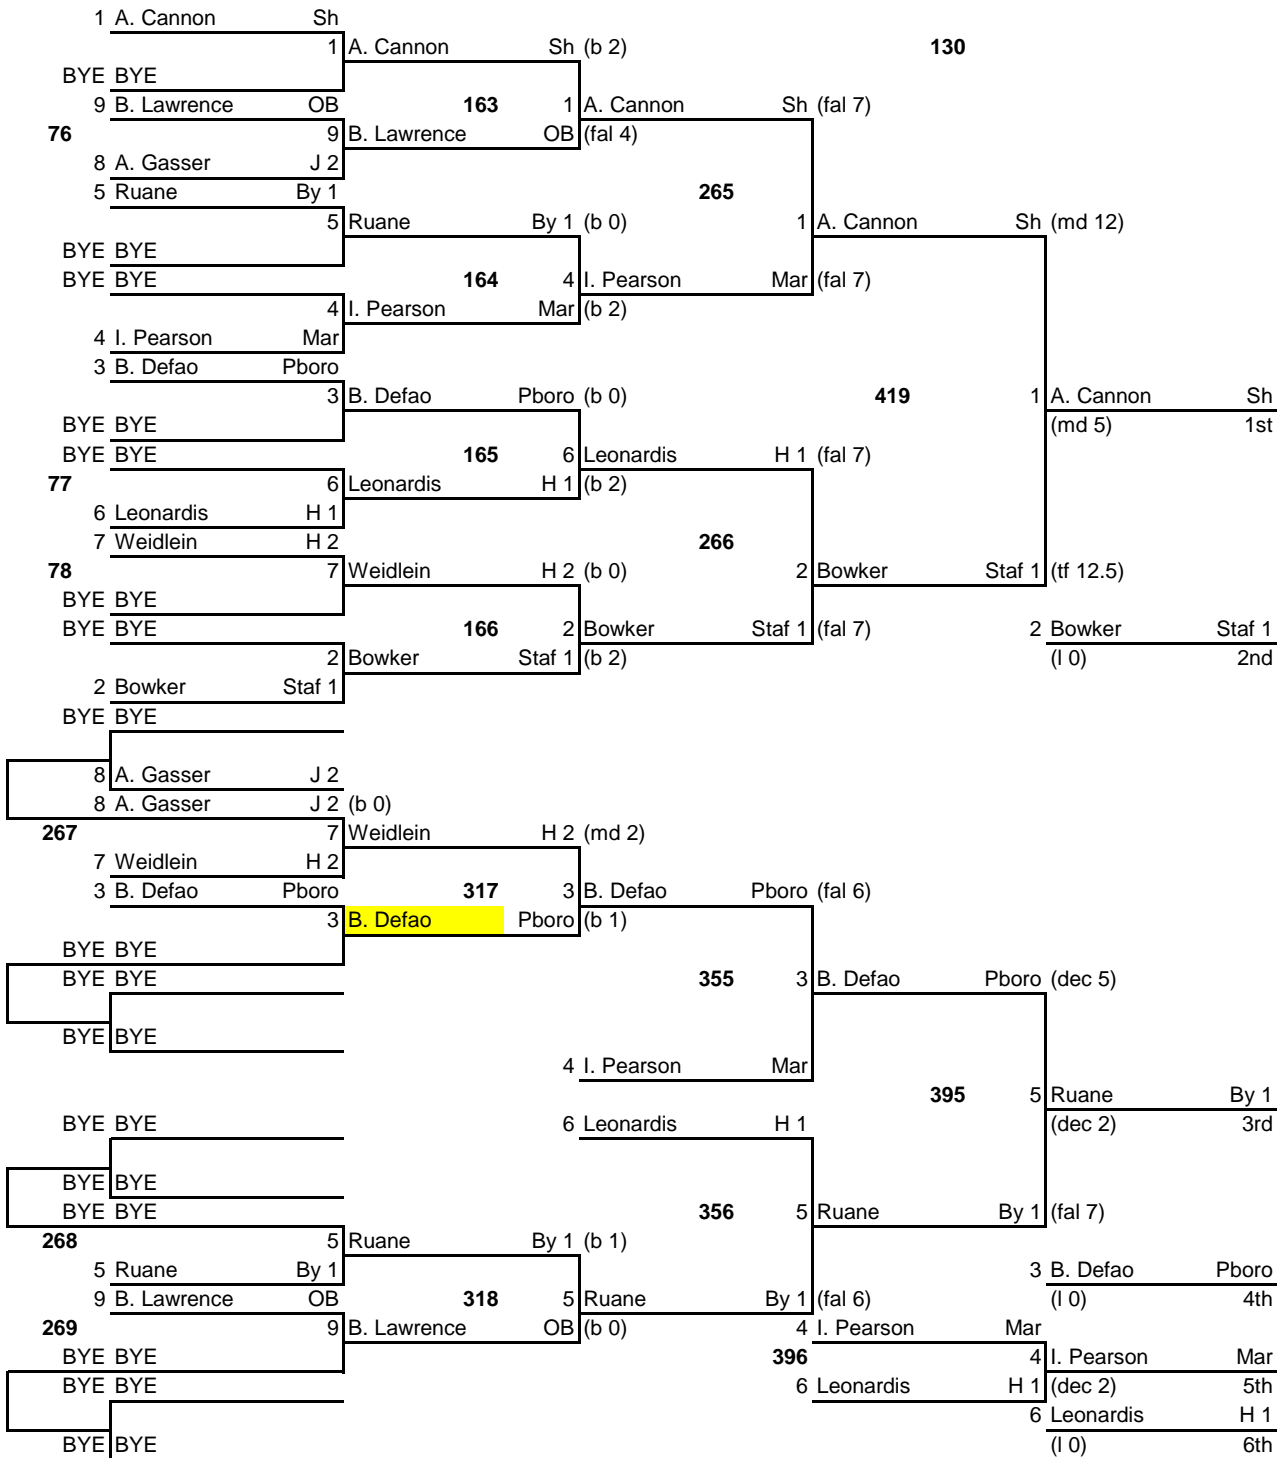 1 A. Cannon Sh
1 A. Cannon Sh (b 2) 130
BYE BYE
9 B. Lawrence OB 163 1 A. Cannon Sh (fal 7)
76 9 B. Lawrence OB (fal 4)
8 A. Gasser J 2
5 Ruane By 1 265
5 Ruane By 1 (b 0) 1 A. Cannon Sh (md 12)
BYE BYE
BYE BYE 164 4 I. Pearson Mar (fal 7)
4 I. Pearson Mar (b 2)
4 I. Pearson Mar
3 B. Defao Pboro
3 B. Defao Pboro (b 0) 419 1 A. Cannon Sh
BYE BYE (md 5) 1st
BYE BYE 165 6 Leonardis H 1 (fal 7)
77 6 Leonardis H 1 (b 2)
6 Leonardis H 1
7 Weidlein H 2 266
78 7 Weidlein H 2 (b 0) 2 Bowker Staf 1 (tf 12.5)
BYE BYE
BYE BYE 166 2 Bowker Staf 1 (fal 7) 2 Bowker Staf 1
2 Bowker Staf 1 (b 2) (l 0) 2nd
2 Bowker Staf 1
BYE BYE
8 A. Gasser J 2
8 A. Gasser J 2 (b 0)
267 7 Weidlein H 2 (md 2)
7 Weidlein H 2
3 B. Defao Pboro 317 3 B. Defao Pboro (fal 6)
3 B. Defao Pboro (b 1)
BYE BYE
BYE BYE 355 3 B. Defao Pboro (dec 5)
BYE BYE
4 I. Pearson Mar
395 5 Ruane By 1
BYE BYE 6 Leonardis H 1 (dec 2) 3rd
BYE BYE
BYE BYE 356 5 Ruane By 1 (fal 7)
268 5 Ruane By 1 (b 1)
5 Ruane By 1 3 B. Defao Pboro
9 B. Lawrence OB 318 5 Ruane By 1 (fal 6) (l 0) 4th
269 9 B. Lawrence OB (b 0) 4 I. Pearson Mar
BYE BYE 396 4 I. Pearson Mar
BYE BYE 6 Leonardis H 1 (dec 2) 5th
6 Leonardis H 1
BYE BYE (l 0) 6th